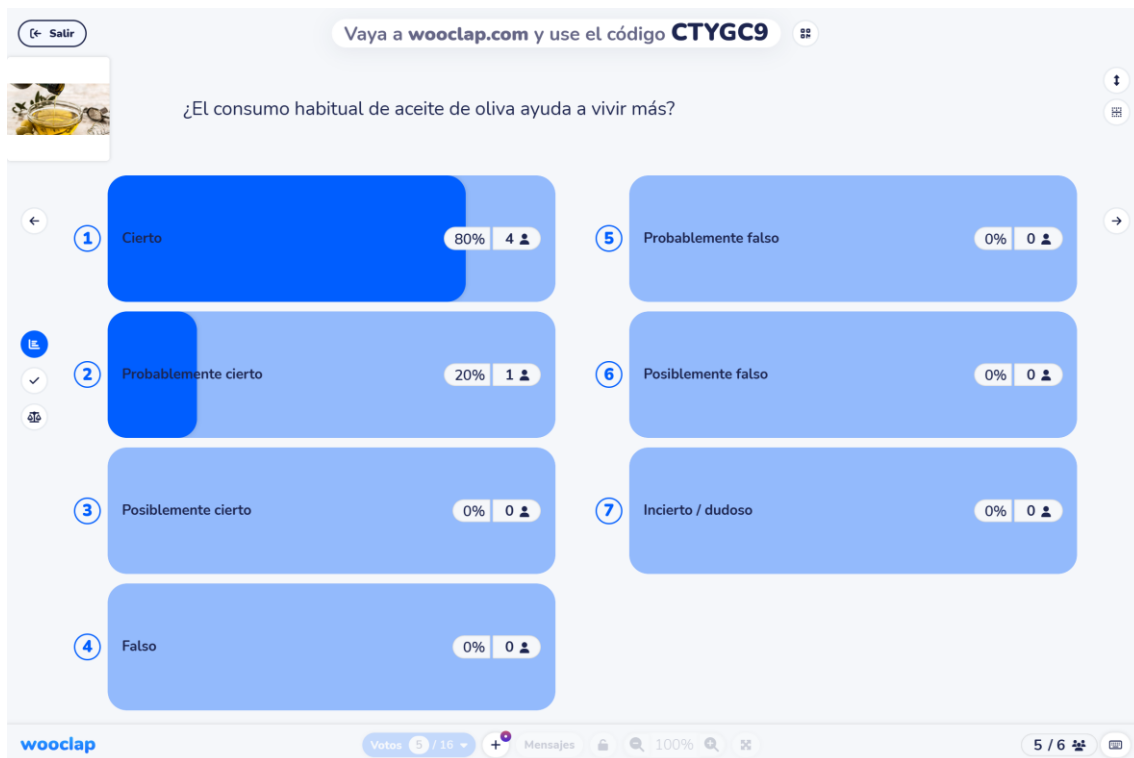 Salir
Vaya a wooclap.com y use el código CTYGC9
¿El consumo habitual de aceite de oliva ayuda a vivir más?
1 Cierto 80% 4
2 Probablemente cierto 20% 1
3 Posiblemente cierto 0% 0
4 Falso 0% 0
5 Probablemente falso 0% 0
6 Posiblemente falso 0% 0
7 Incierto / dudoso 0% 0
wooclap
Votos 5 / 16
Mensajes
100%
5 / 6